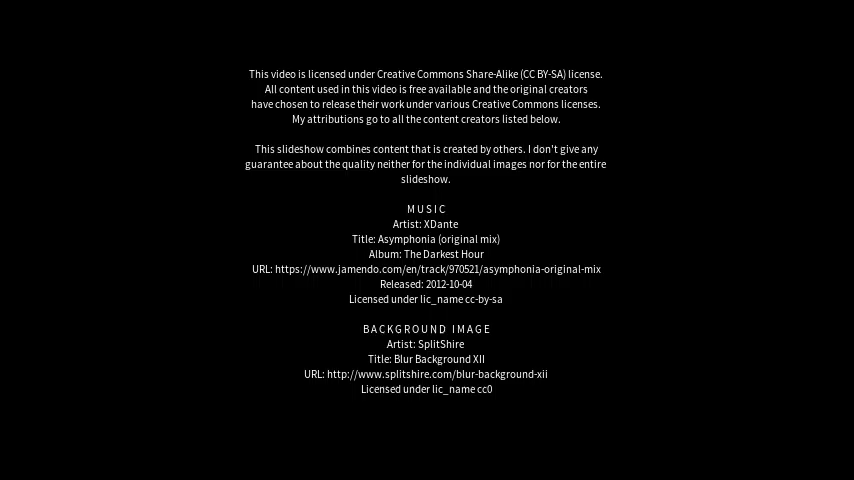 This video is licensed under Creative Commons Share-Alike (CC BY-SA) license.
All content used in this video is free available and the original creators
have chosen to release their work under various Creative Commons licenses.
My attributions go to all the content creators listed below.
This slideshow combines content that is created by others. I don't give any
guarantee about the quality neither for the individual images nor for the entire
slideshow.
MUSIC
Artist: XDante
Title: Asymphonia (original mix)
Album: The Darkest Hour
URL: https://www.jamendo.com/en/track/970521/asymphonia-original-mix
Released: 2012-10-04
Licensed under lic_name cc-by-sa
BACKGROUND IMAGE
Artist: SplitShire
Title: Blur Background XII
URL: http://www.splitshire.com/blur-background-xii
Licensed under lic_name cc0